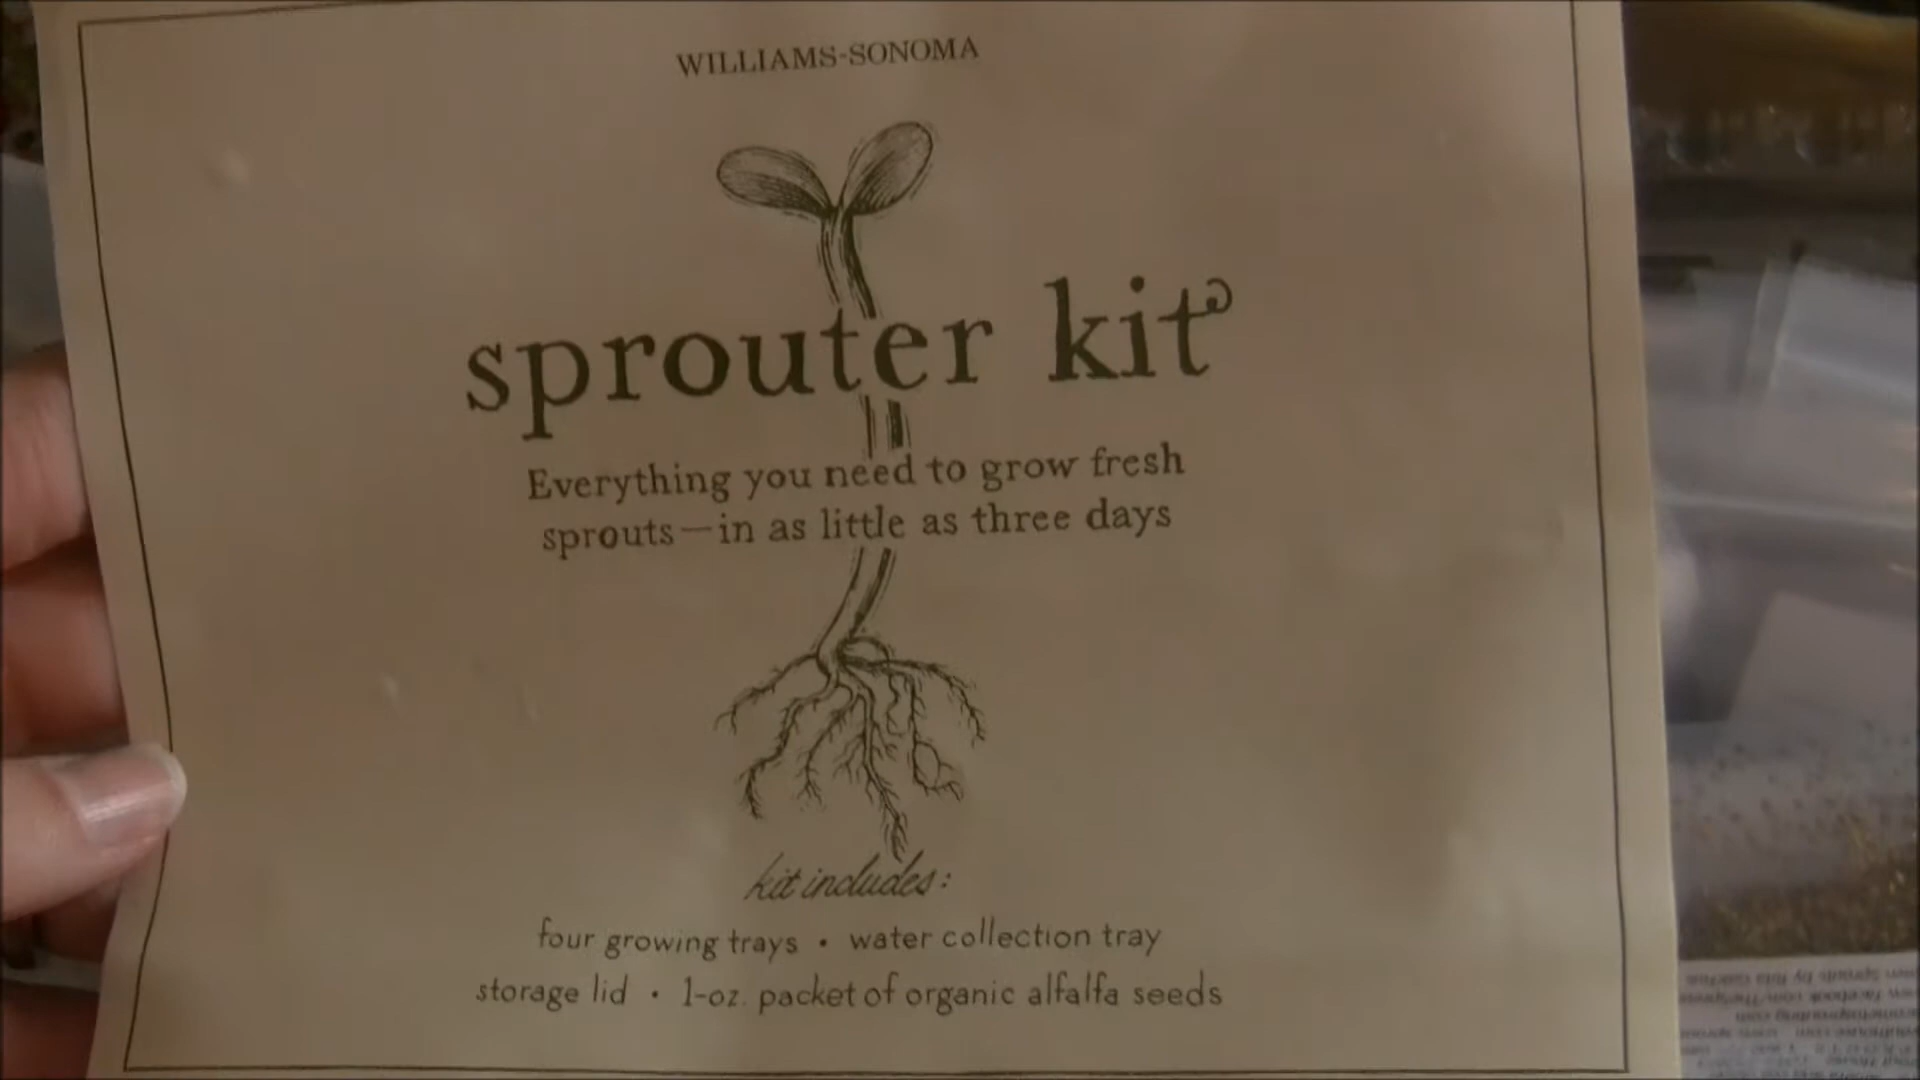 WILLIAMS-SONOMA
sprouter kit
Everything you need to grow fresh
sprouts—in as little as three days
kit includes:
four growing trays • water collection tray
storage lid • 1-oz. packet of organic alfalfa seeds